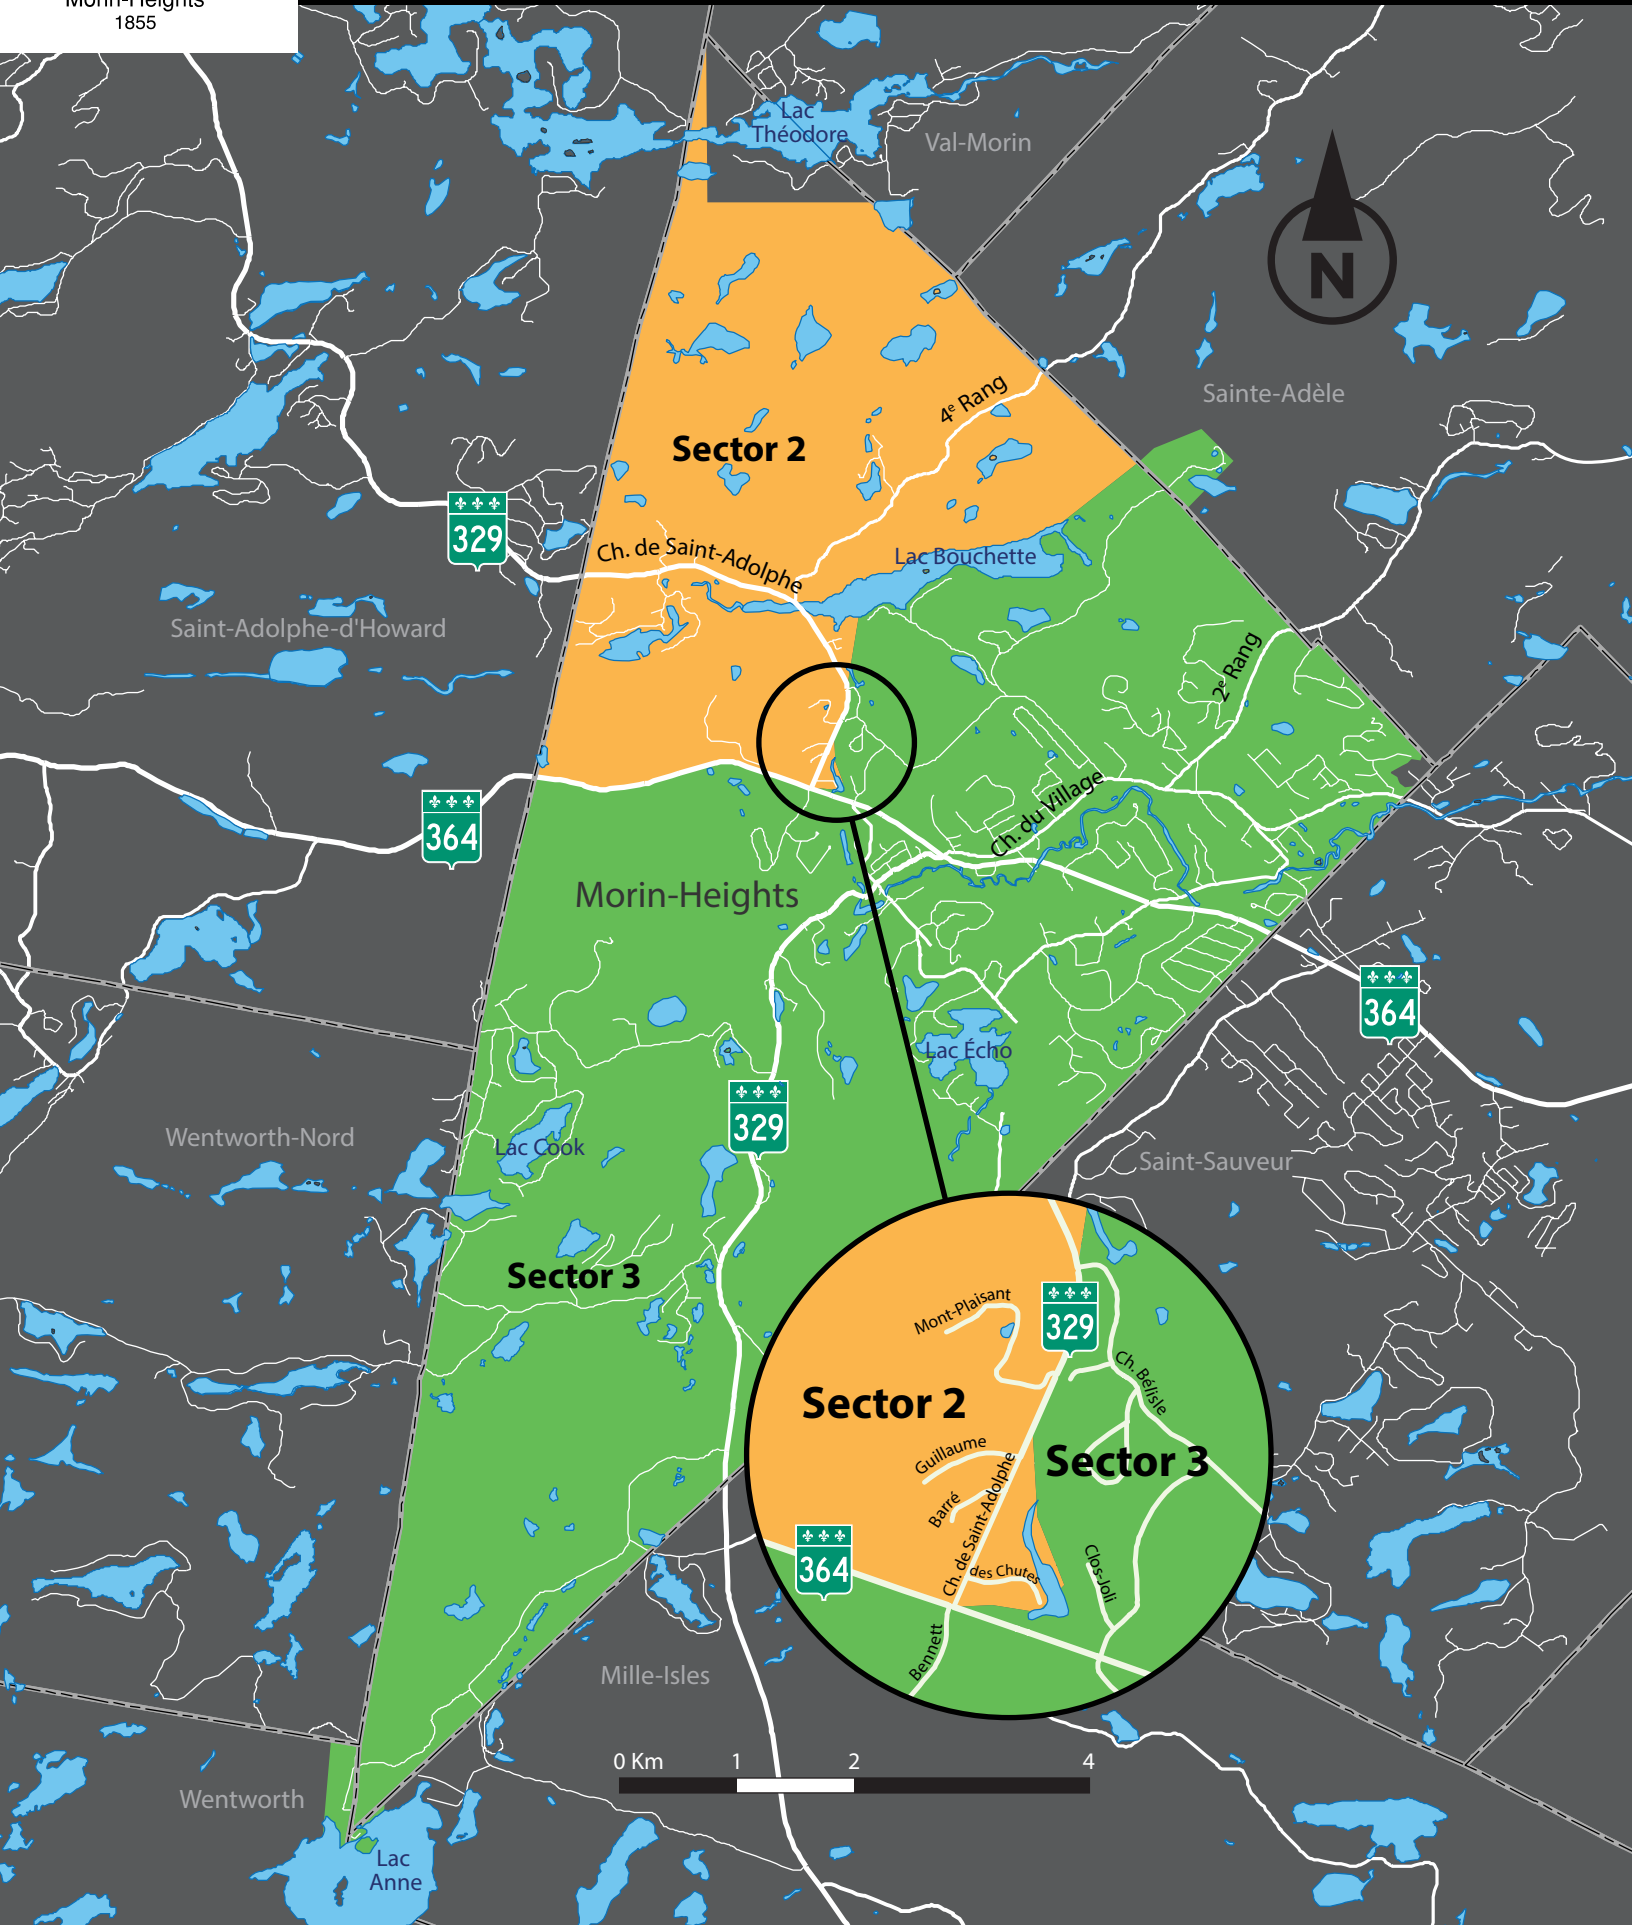 Morin-Heights
1855
Lac
Théodore
Val-Morin
N
Sainte-Adèle
4e Rang
Sector 2
329
Ch. de Saint-Adolphe
Lac Bouchette
Saint-Adolphe-d'Howard
2e Rang
364
Ch. du Village
Morin-Heights
364
Lac Écho
329
Wentworth-Nord
Lac Cook
Saint-Sauveur
Sector 3
Mont-Plaisant
329
Ch. Bélisle
Sector 2
Guillaume
Sector 3
Barré
Ch. de Saint-Adolphe
364
des Chutes
Clos-Joli
Bennett
Mille-Isles
0 Km 1 2 4
Wentworth
Lac
Anne